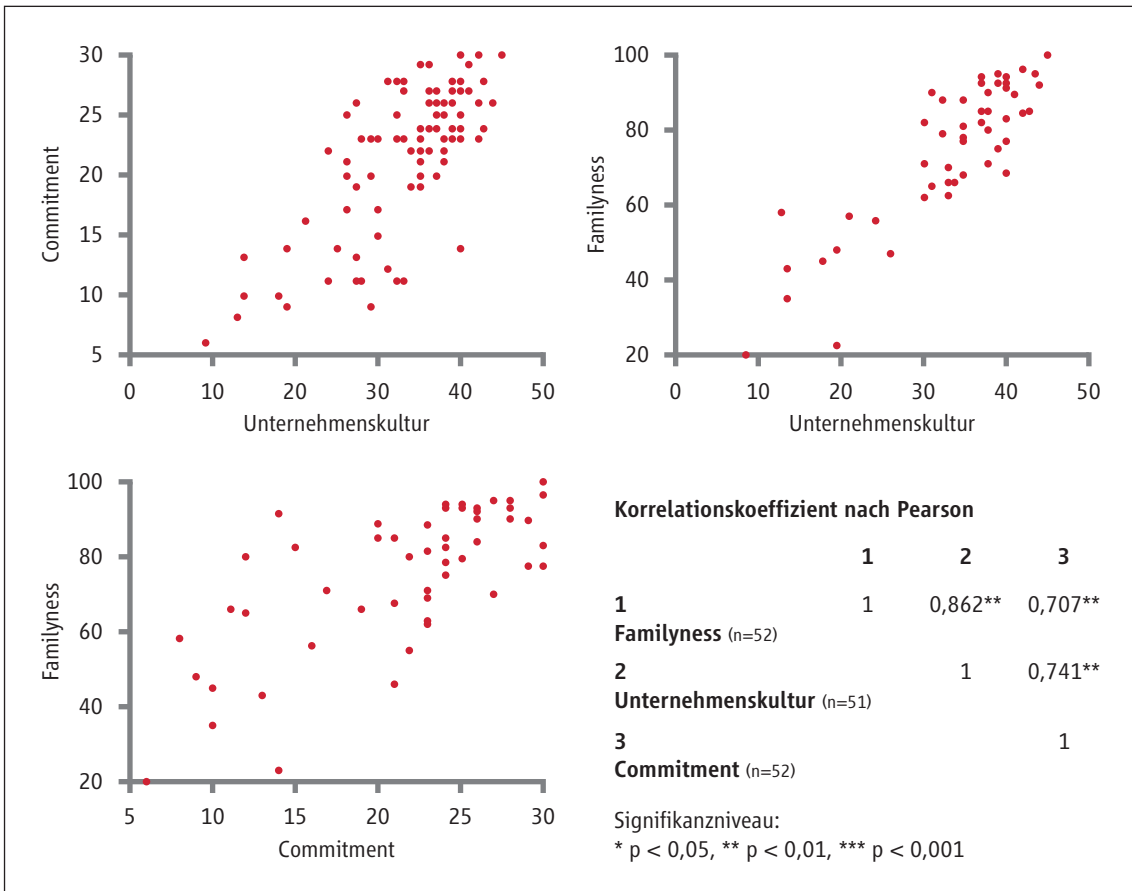 30
25
20
15
10
5
Commitment
0 10 20 30 40 50
Unternehmenskultur
100
80
60
40
20
Familyness
0 10 20 30 40 50
Unternehmenskultur
100
80
60
40
20
Familyness
5 10 15 20 25 30
Commitment
Korrelationskoeffizient nach Pearson
1 2 3
1 1 0,862** 0,707**
Familyness (n=52)
2 1 0,741**
Unternehmenskultur (n=51)
3 1
Commitment (n=52)
Signifikanzniveau:
* p < 0,05, ** p < 0,01, *** p < 0,001